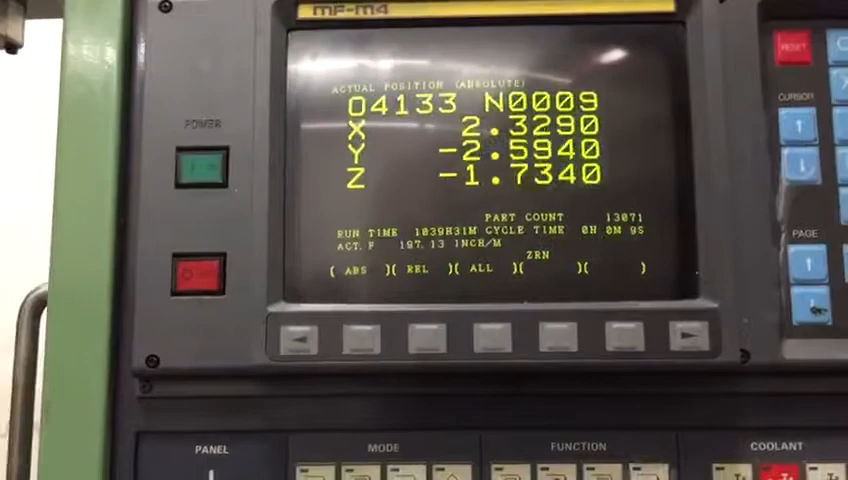 MF-M4
ACTUAL POSITION (ABSOLUTE)
O4133 N0009
X 2.3290
Y -2.5940
Z -1.7340
PART COUNT 13071
RUN TIME 1039H31M CYCLE TIME 0H 0M 9S
ACT.F 197.13 INCH/M
ZRN
( ABS )( REL )( ALL )( )( )
POWER
RESET
CURSOR
PAGE
PANEL
MODE
FUNCTION
COOLANT